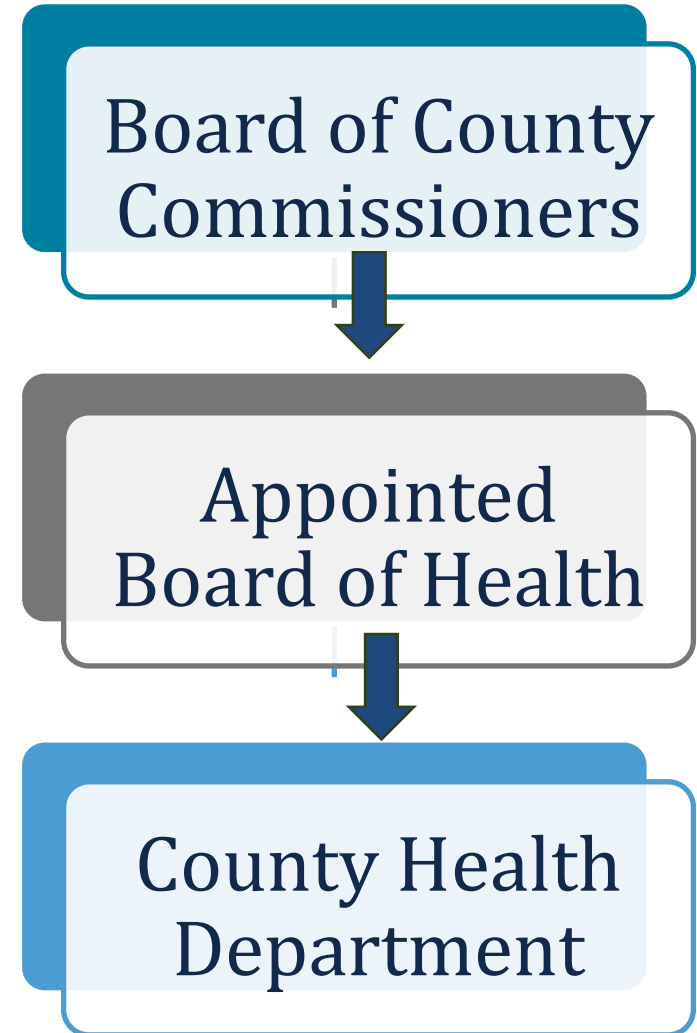 Board of County
Commissioners
Appointed
Board of Health
County Health
Department